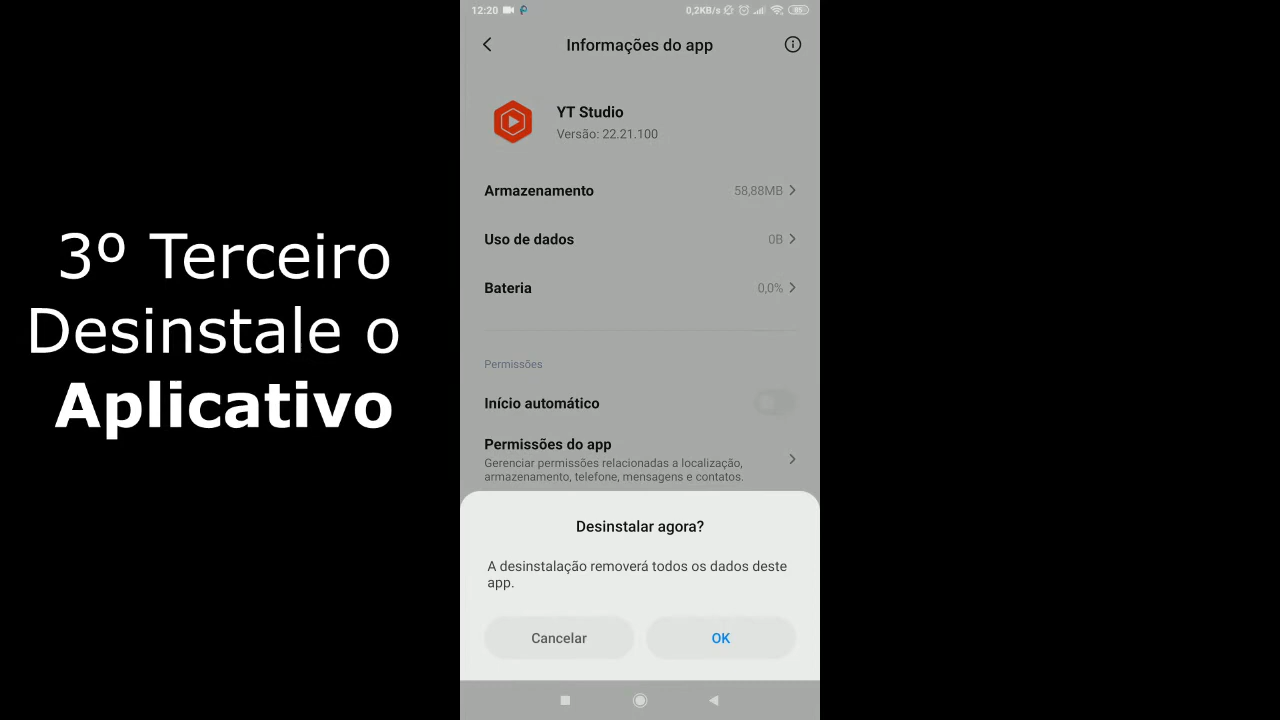 12:20
0,2KB/s
85
Informações do app
YT Studio
Versão: 22.21.100
Armazenamento 58,88MB
Uso de dados 0B
Bateria 0,0%
Permissões
Início automático
Permissões do app
Gerenciar permissões relacionadas a localização,
armazenamento, telefone, mensagens e contatos.
Desinstalar agora?
A desinstalação removerá todos os dados deste
app.
Cancelar OK
3º Terceiro
Desinstale o
Aplicativo